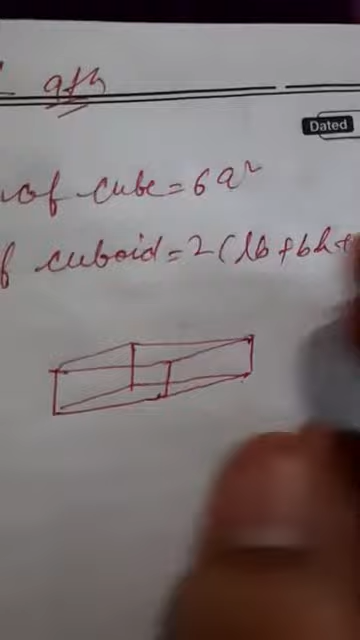 9th
Dated
of cube = 6a²
cuboid = 2(lb+bh+